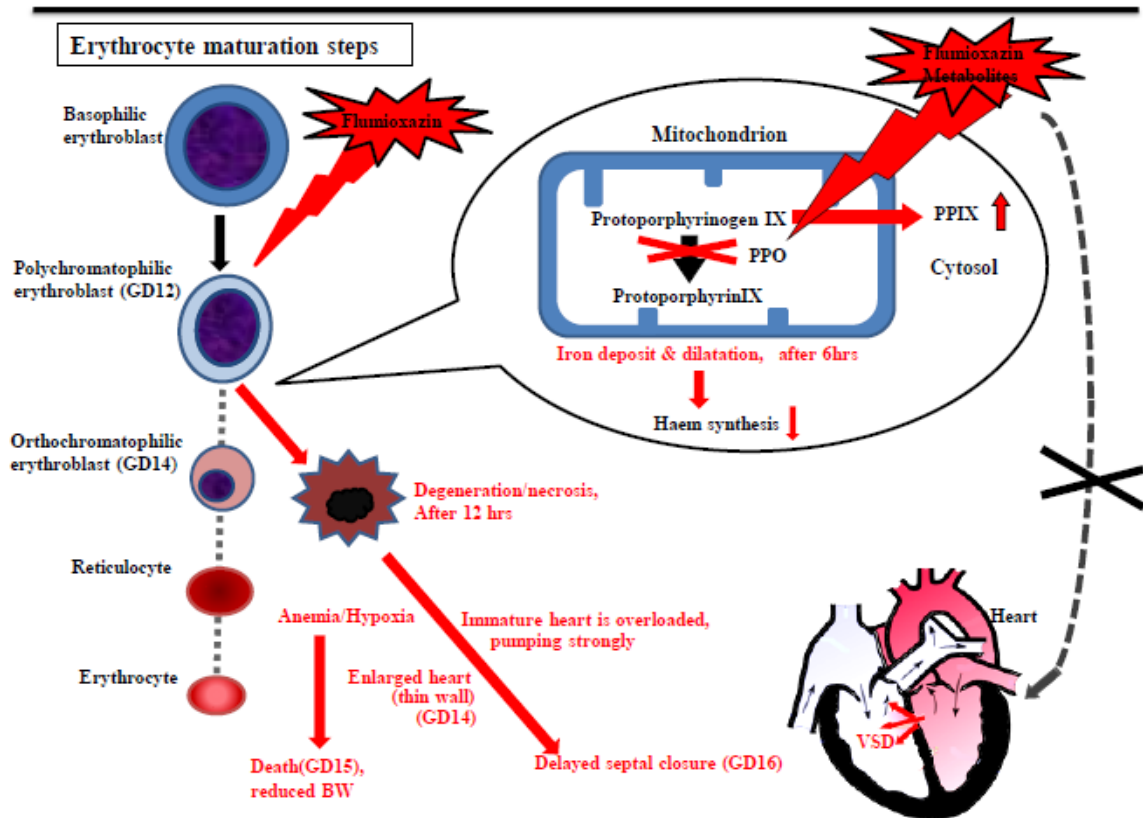 Erythrocyte maturation steps
Basophilic
erythroblast
Flumioxazin
Polychromatophilic
erythroblast (GD12)
Orthochromatophilic
erythroblast (GD14)
Reticulocyte
Erythrocyte
Flumioxazin
Metabolites
Mitochondrion
Protoporphyrinogen IX
PPO
ProtoporphyrinIX
PPIX
Cytosol
Iron deposit & dilatation, after 6hrs
Haem synthesis
Degeneration/necrosis,
After 12 hrs
Anemia/Hypoxia
Immature heart is overloaded,
pumping strongly
Enlarged heart
(thin wall)
(GD14)
Death(GD15),
reduced BW
Delayed septal closure (GD16)
Heart
VSD